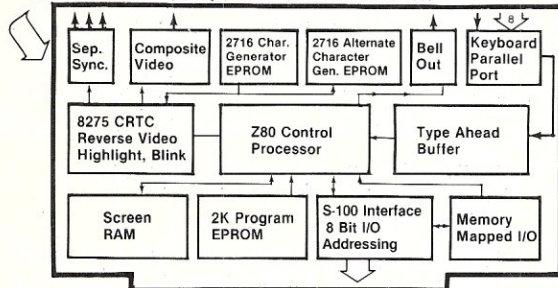 8
Sep.
Sync.
Composite
Video
2716 Char.
Generator
EPROM
2716 Alternate
Character
Gen. EPROM
Bell
Out
Keyboard
Parallel
Port
8275 CRTC
Reverse Video
Highlight, Blink
Z80 Control
Processor
Type Ahead
Buffer
Screen
RAM
2K Program
EPROM
S-100 Interface
8 Bit I/O
Addressing
Memory
Mapped I/O